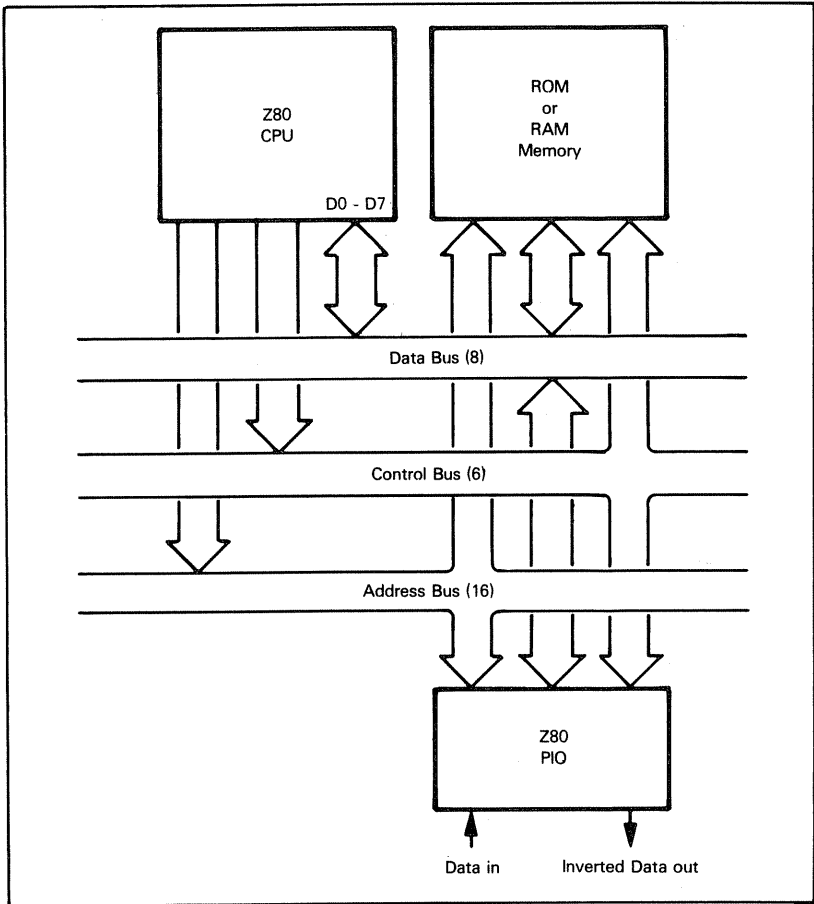 Z80
CPU
D0 - D7
ROM
or
RAM
Memory
Data Bus (8)
Control Bus (6)
Address Bus (16)
Z80
PIO
Data in
Inverted Data out